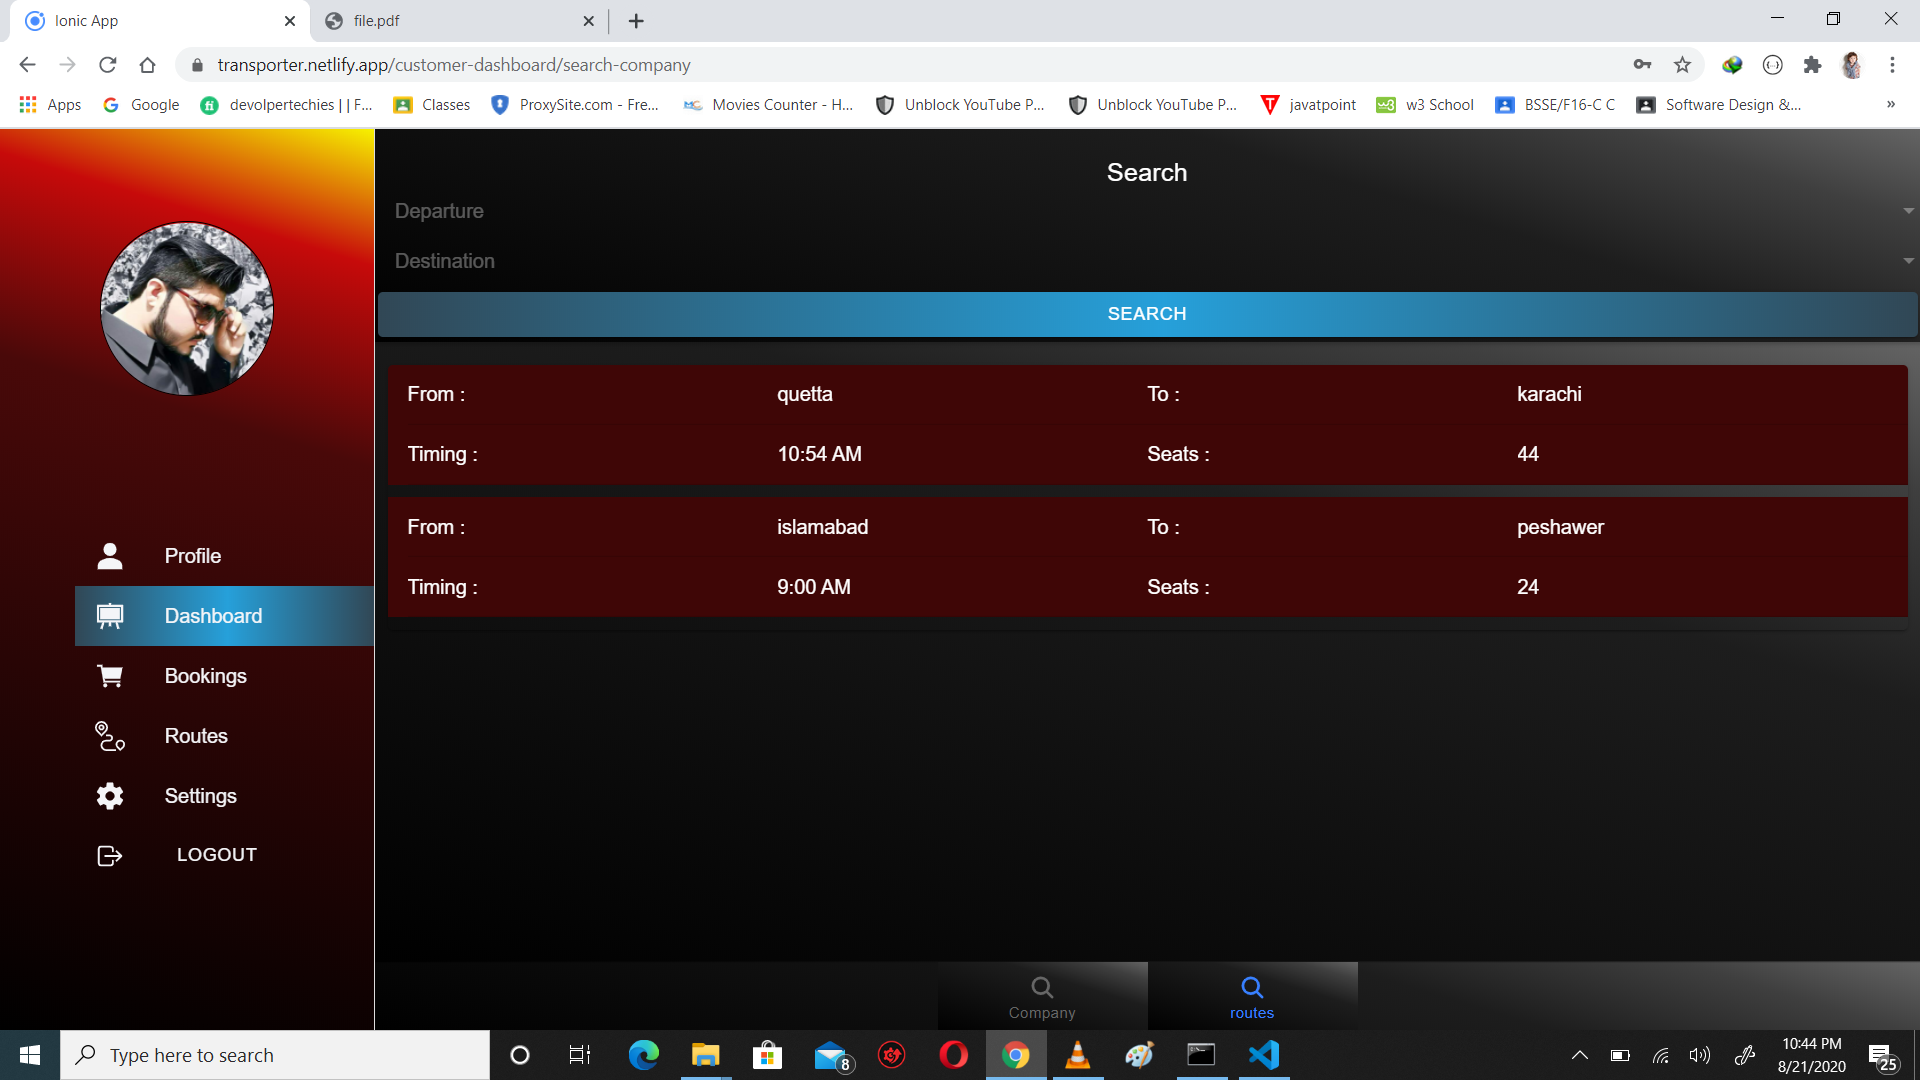 Ionic App
file.pdf
transporter.netlify.app/customer-dashboard/search-company
Apps
Google
devolpertechies || F...
Classes
ProxySite.com - Fre...
Movies Counter - H...
Unblock YouTube P...
Unblock YouTube P...
javatpoint
w3 School
BSSE/F16-C C
Software Design &...
»
Search
Departure
Destination
SEARCH
From : quetta To : karachi
Timing : 10:54 AM Seats : 44
From : islamabad To : peshawer
Timing : 9:00 AM Seats : 24
Profile
Dashboard
Bookings
Routes
Settings
LOGOUT
Company
routes
Type here to search
8
10:44 PM
8/21/2020
25